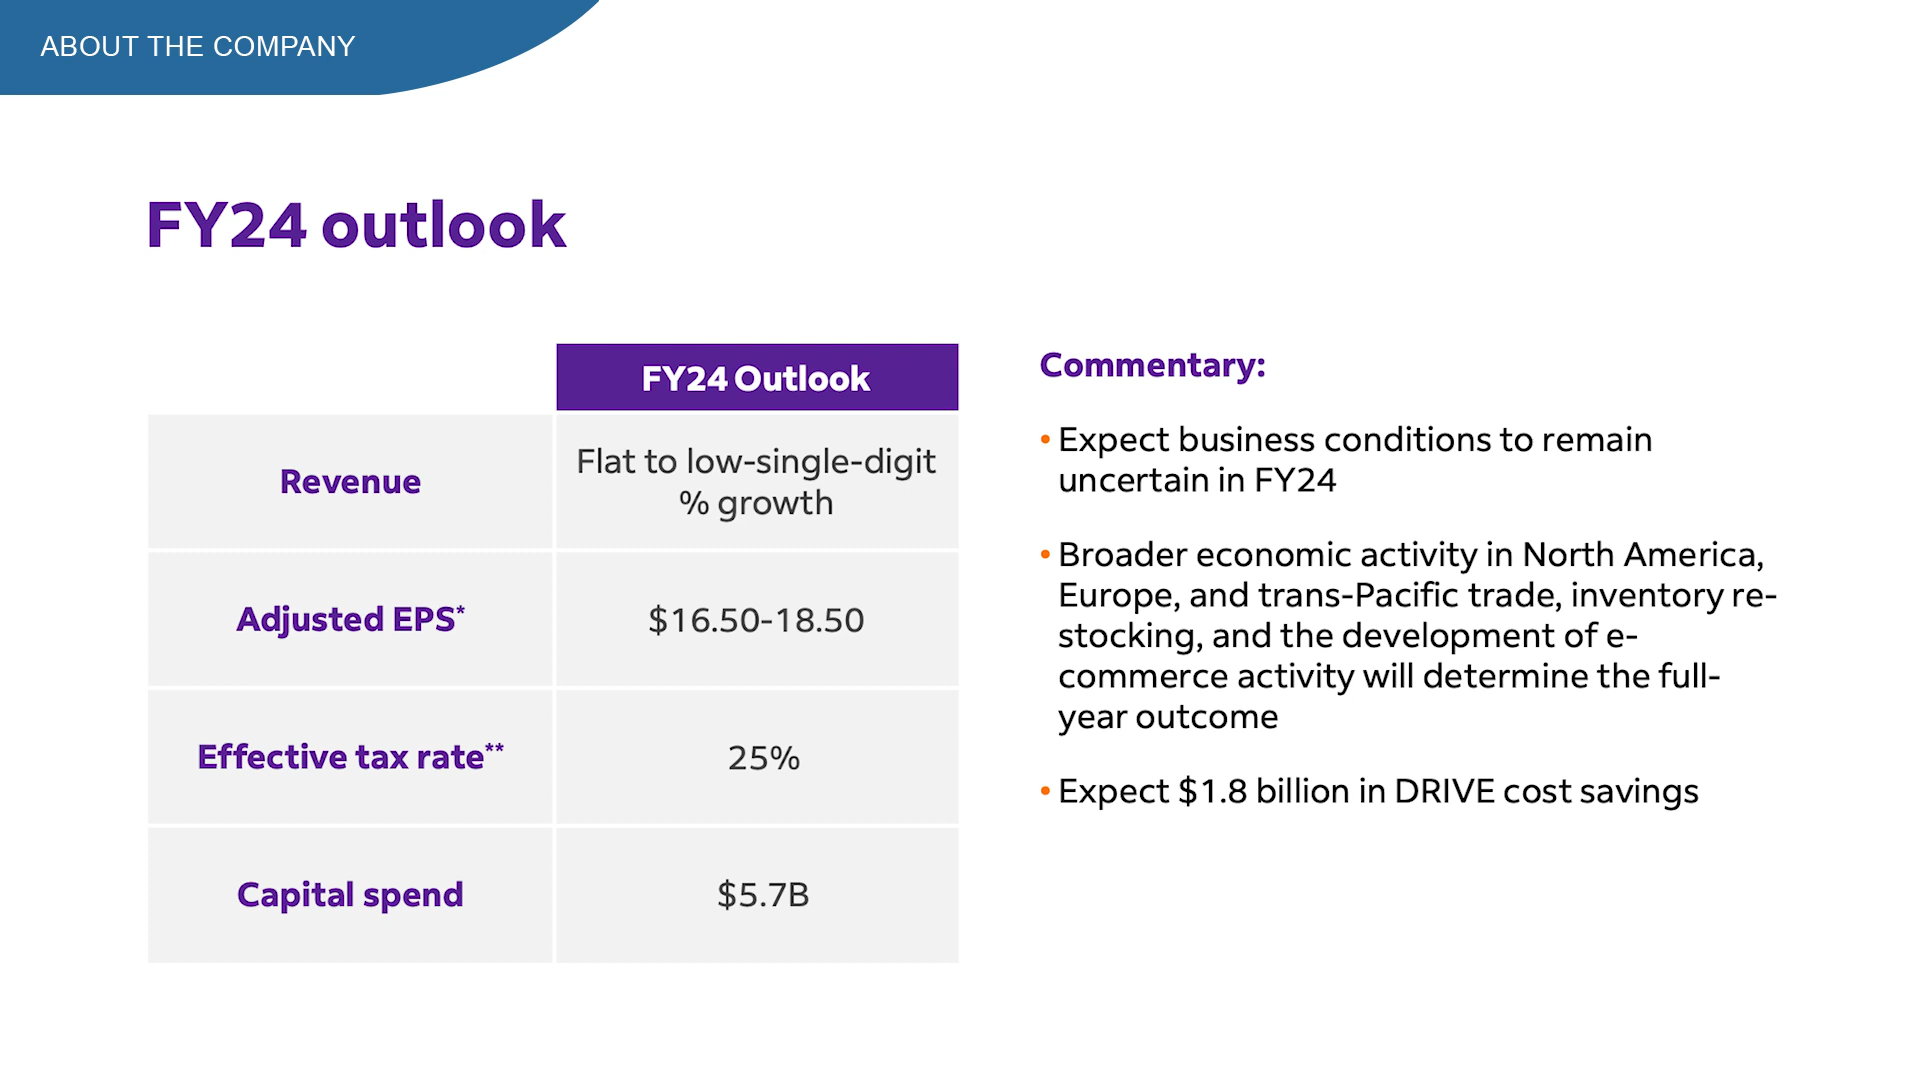 ABOUT THE COMPANY
FY24 outlook
FY24 Outlook
Revenue
Flat to low-single-digit
% growth
Adjusted EPS*
$16.50-18.50
Effective tax rate**
25%
Capital spend
$5.7B
Commentary:
• Expect business conditions to remain
uncertain in FY24
• Broader economic activity in North America,
Europe, and trans-Pacific trade, inventory re-
stocking, and the development of e-
commerce activity will determine the full-
year outcome
• Expect $1.8 billion in DRIVE cost savings